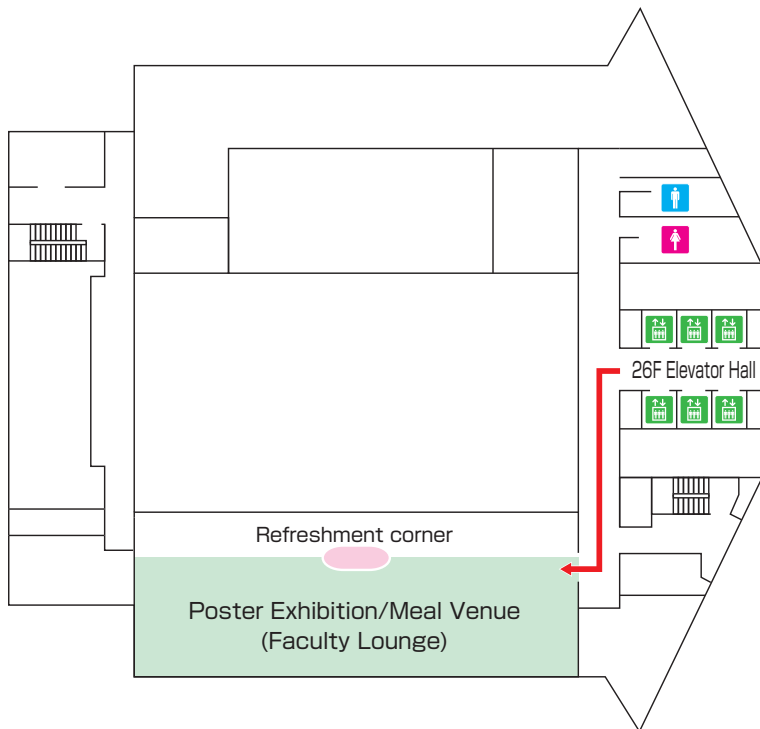 26F Elevator Hall
Refreshment corner
Poster Exhibition/Meal Venue
(Faculty Lounge)